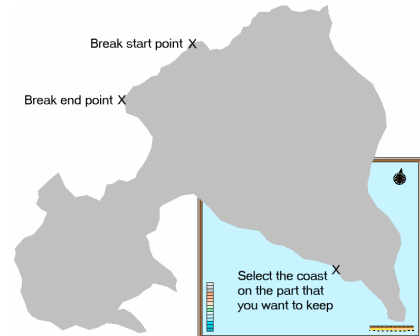 Break start point X
Break end point X
X
Select the coast
on the part that
you want to keep